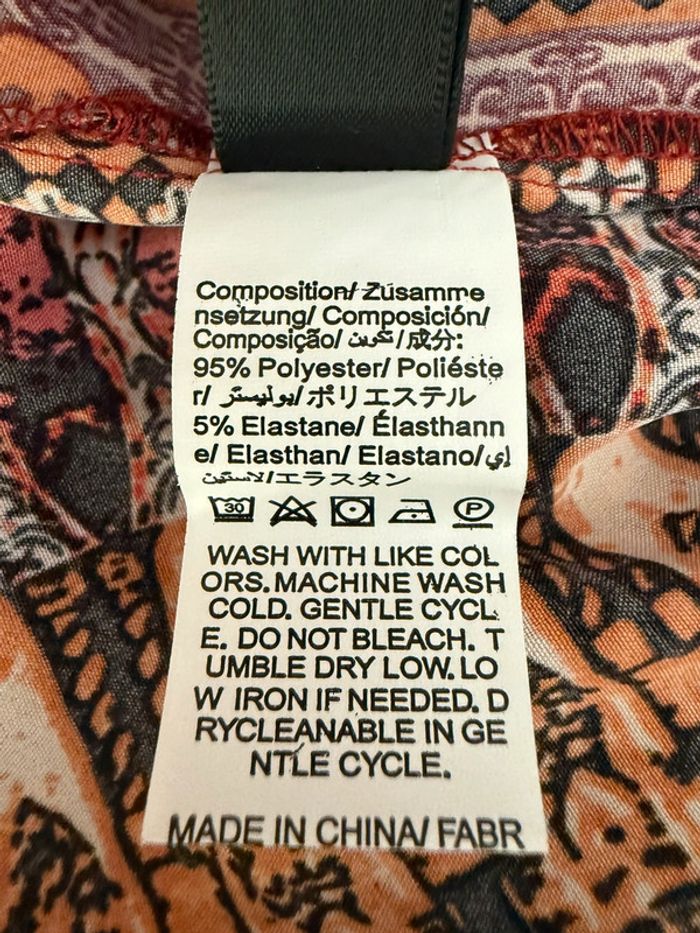 Composition/ Zusamme
nsetzung/ Composición/
Composição/ تكوين /成分:
95% Polyester/ Poliéste
r/ بوليستر/ポリエステル
5% Elastane/ Élasthann
e/ Elasthan/ Elastano/إي
لاستين/エラスタン
30 P
WASH WITH LIKE COL
ORS. MACHINE WASH
COLD. GENTLE CYCL
E. DO NOT BLEACH. T
UMBLE DRY LOW. LO
W IRON IF NEEDED. D
RYCLEANABLE IN GE
NTLE CYCLE.
MADE IN CHINA/ FABR